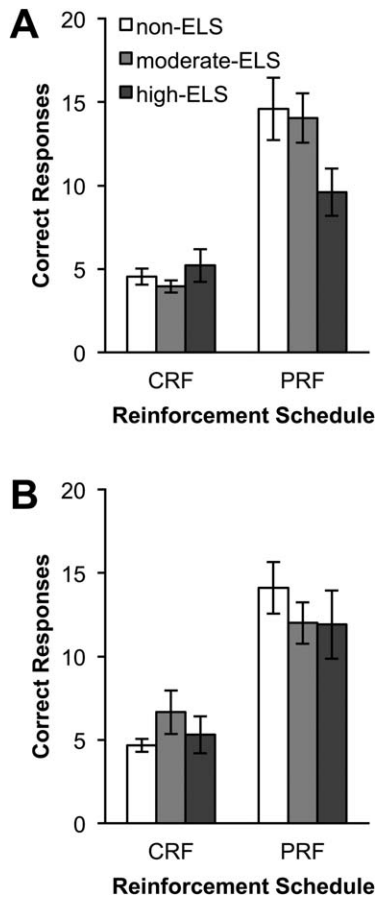 A
20
non-ELS
moderate-ELS
high-ELS
15
10
5
0
Correct Responses
CRF PRF
Reinforcement Schedule
B
20
15
10
5
0
Correct Responses
CRF PRF
Reinforcement Schedule